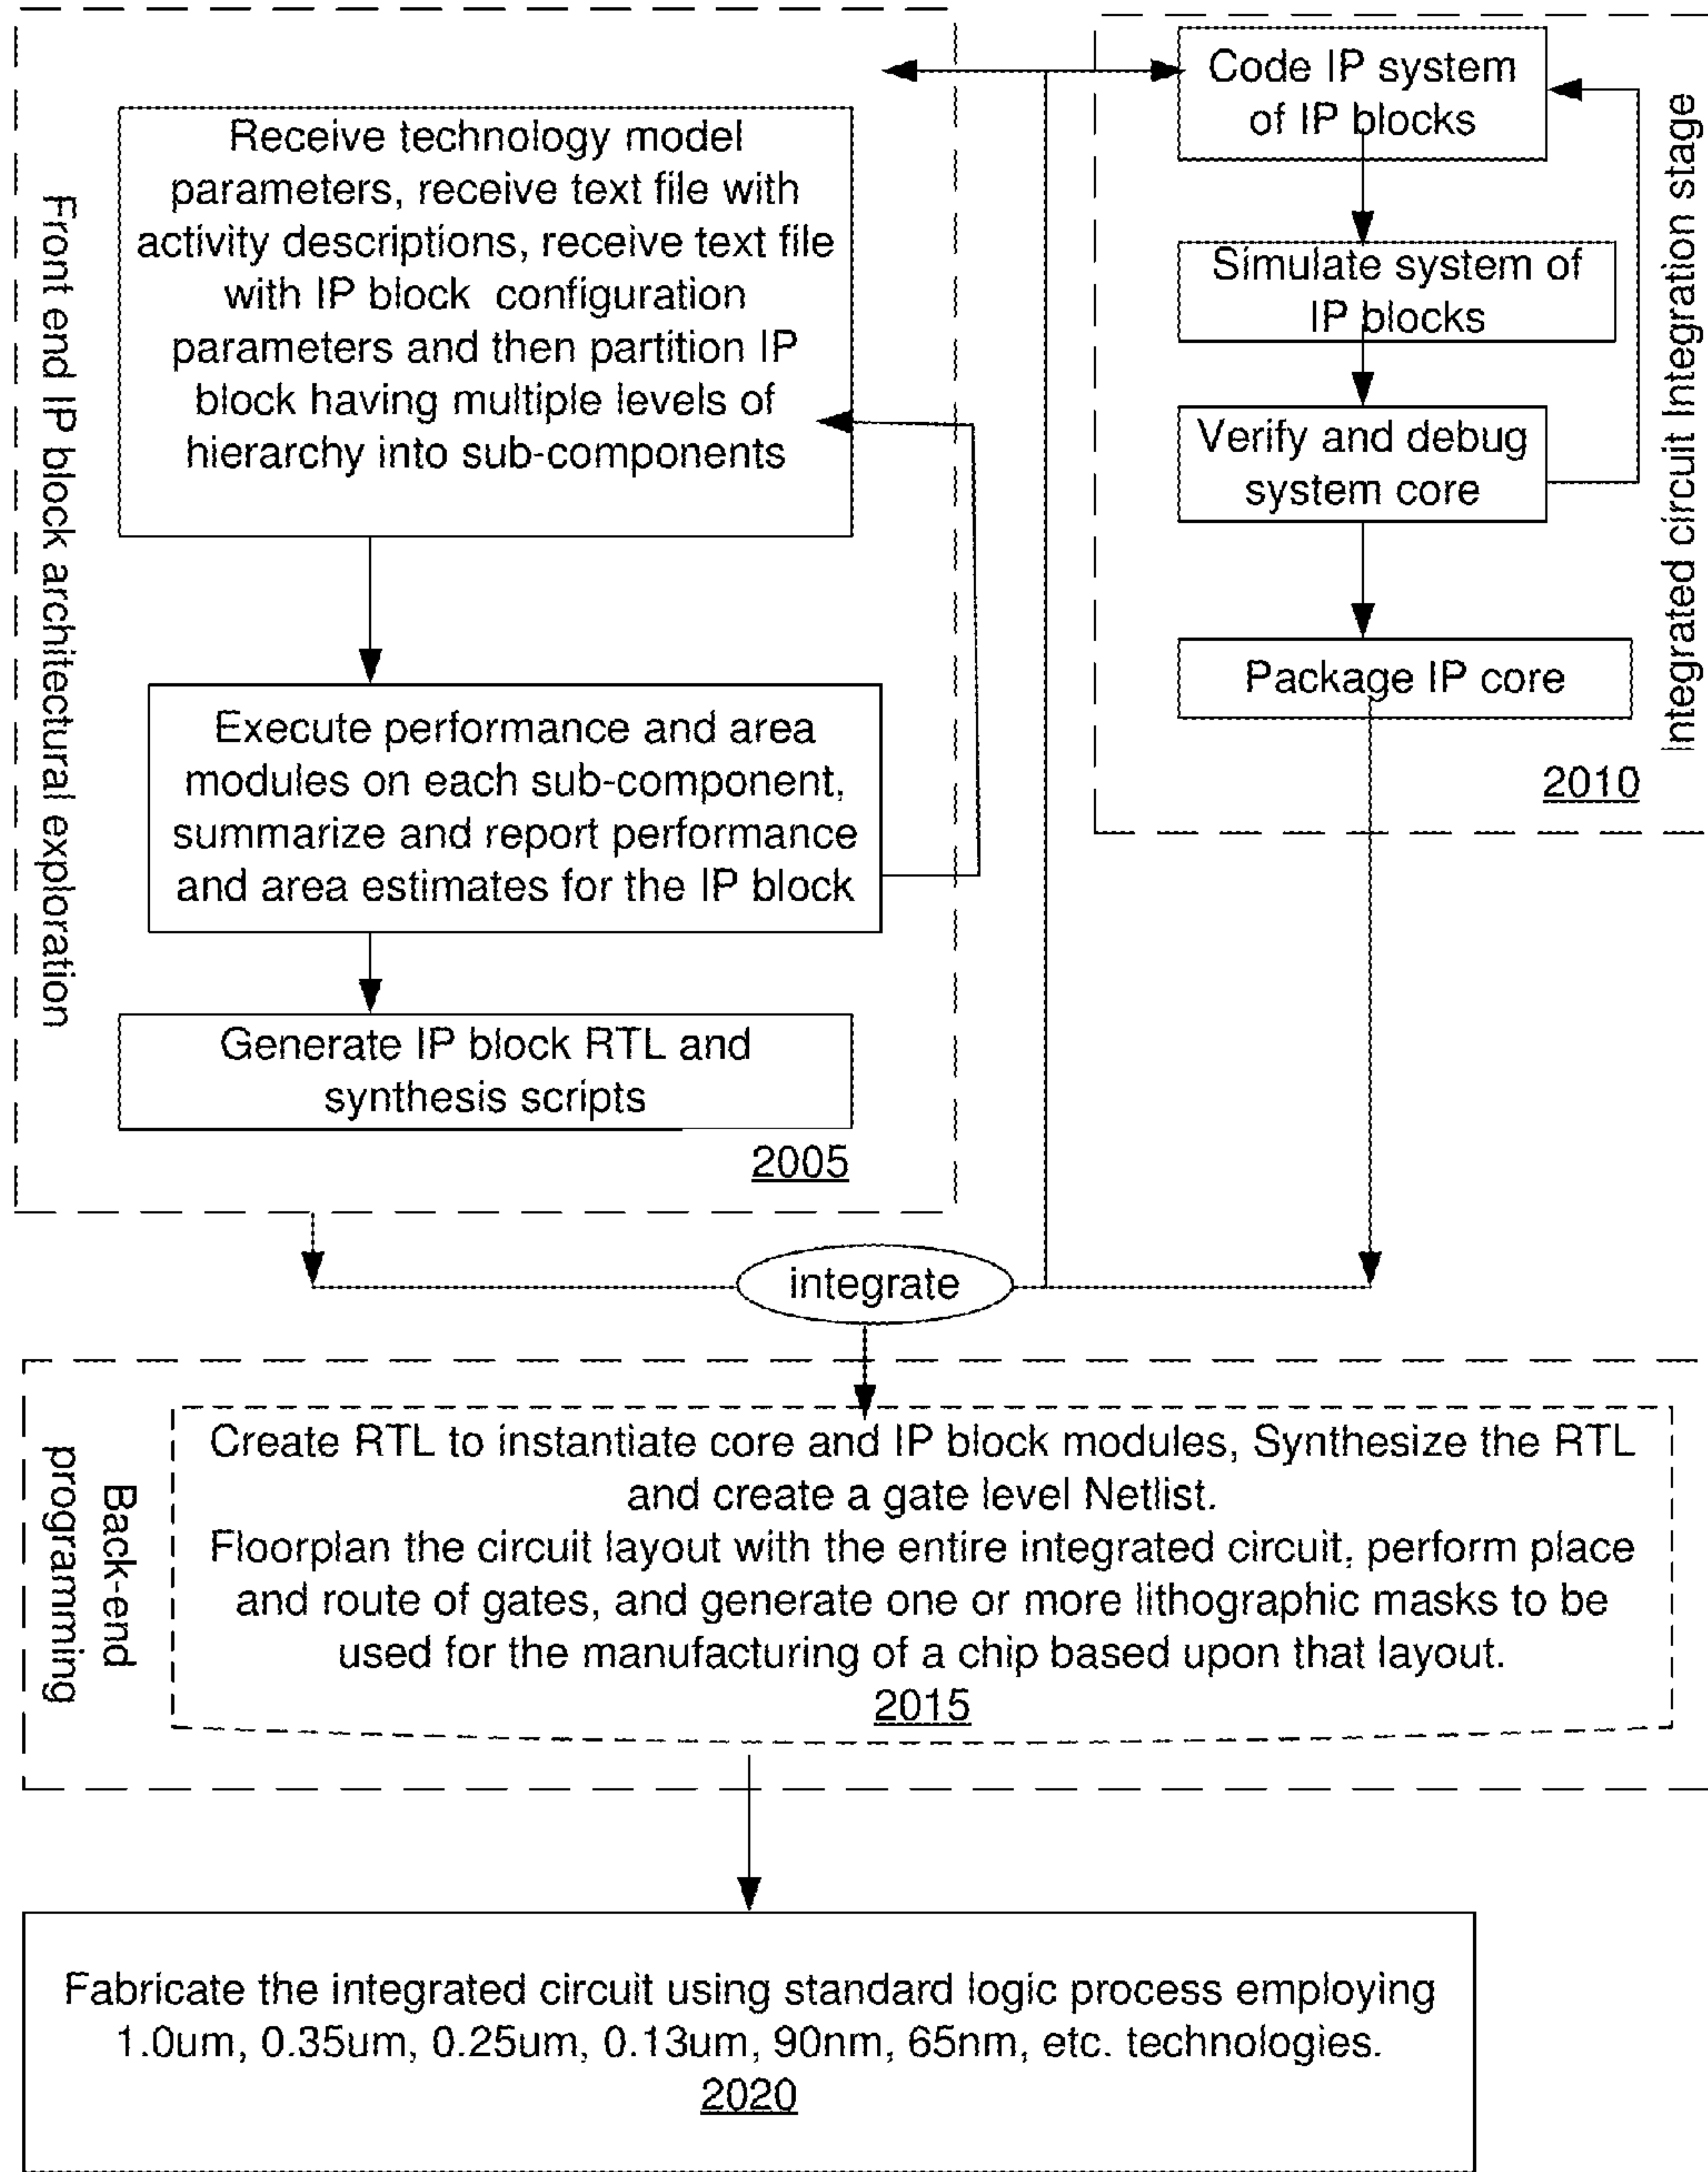 Front end IP block architectural exploration
Receive technology model
parameters, receive text file with
activity descriptions, receive text file
with IP block configuration
parameters and then partition IP
block having multiple levels of
hierarchy into sub-components
Execute performance and area
modules on each sub-component,
summarize and report performance
and area estimates for the IP block
Generate IP block RTL and
synthesis scripts
2005
Code IP system
of IP blocks
Simulate system of
IP blocks
Verify and debug
system core
Package IP core
2010
Integrated circuit Integration stage
integrate
Back-end
programming
Create RTL to instantiate core and IP block modules, Synthesize the RTL
and create a gate level Netlist.
Floorplan the circuit layout with the entire integrated circuit, perform place
and route of gates, and generate one or more lithographic masks to be
used for the manufacturing of a chip based upon that layout.
2015
Fabricate the integrated circuit using standard logic process employing
1.0um, 0.35um, 0.25um, 0.13um, 90nm, 65nm, etc. technologies.
2020